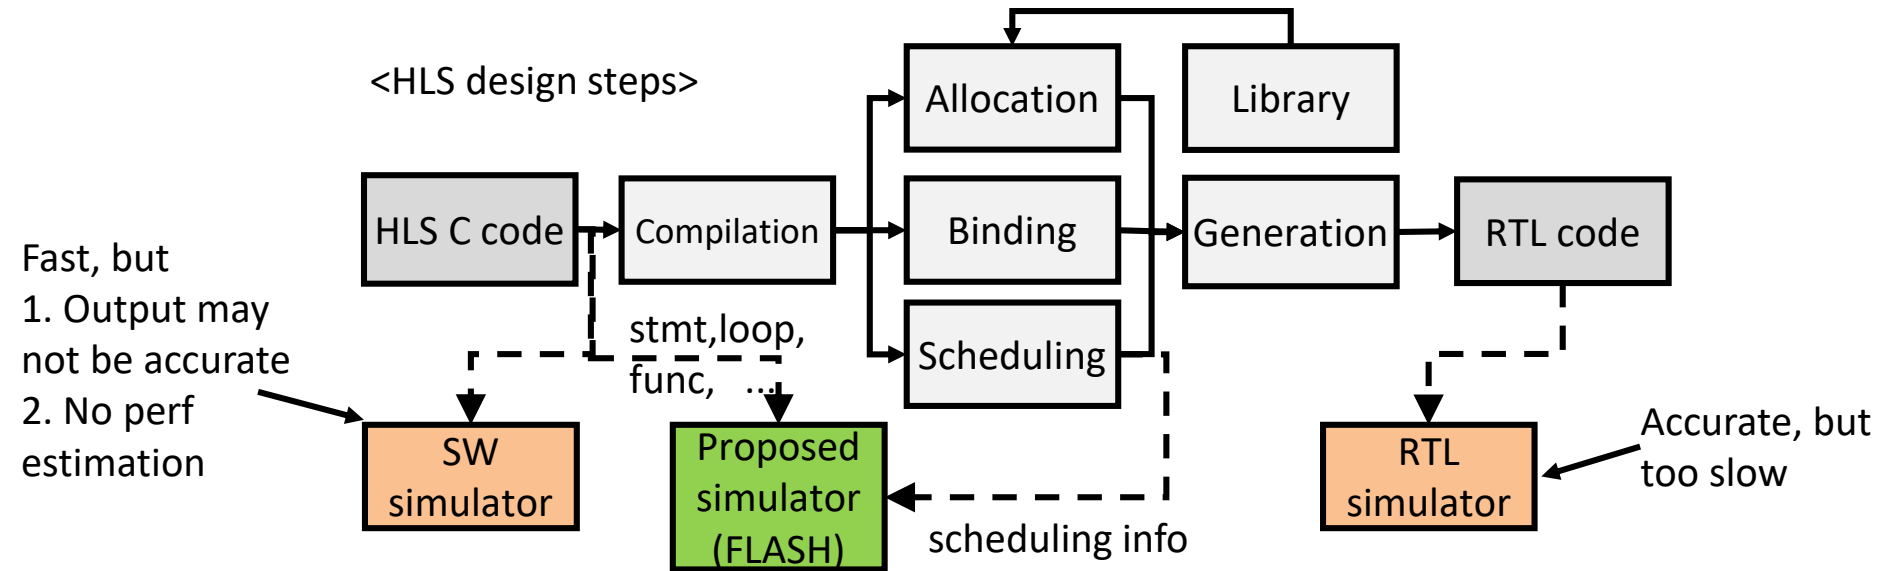 <HLS design steps>
Allocation
Library
HLS C code
Compilation
Binding
Generation
RTL code
Fast, but
1. Output may
not be accurate
2. No perf
estimation
stmt,loop,
func, ...
Scheduling
SW
simulator
Proposed
simulator
(FLASH)
scheduling info
RTL
simulator
Accurate, but
too slow